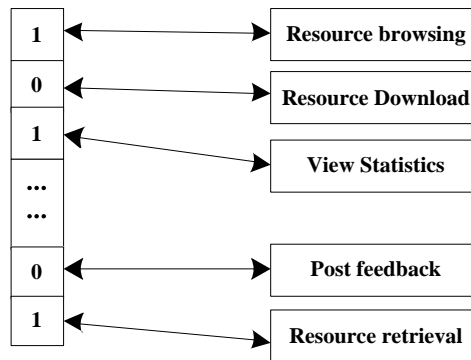 1 Resource browsing
0 Resource Download
1 View Statistics
...
...
0 Post feedback
1 Resource retrieval